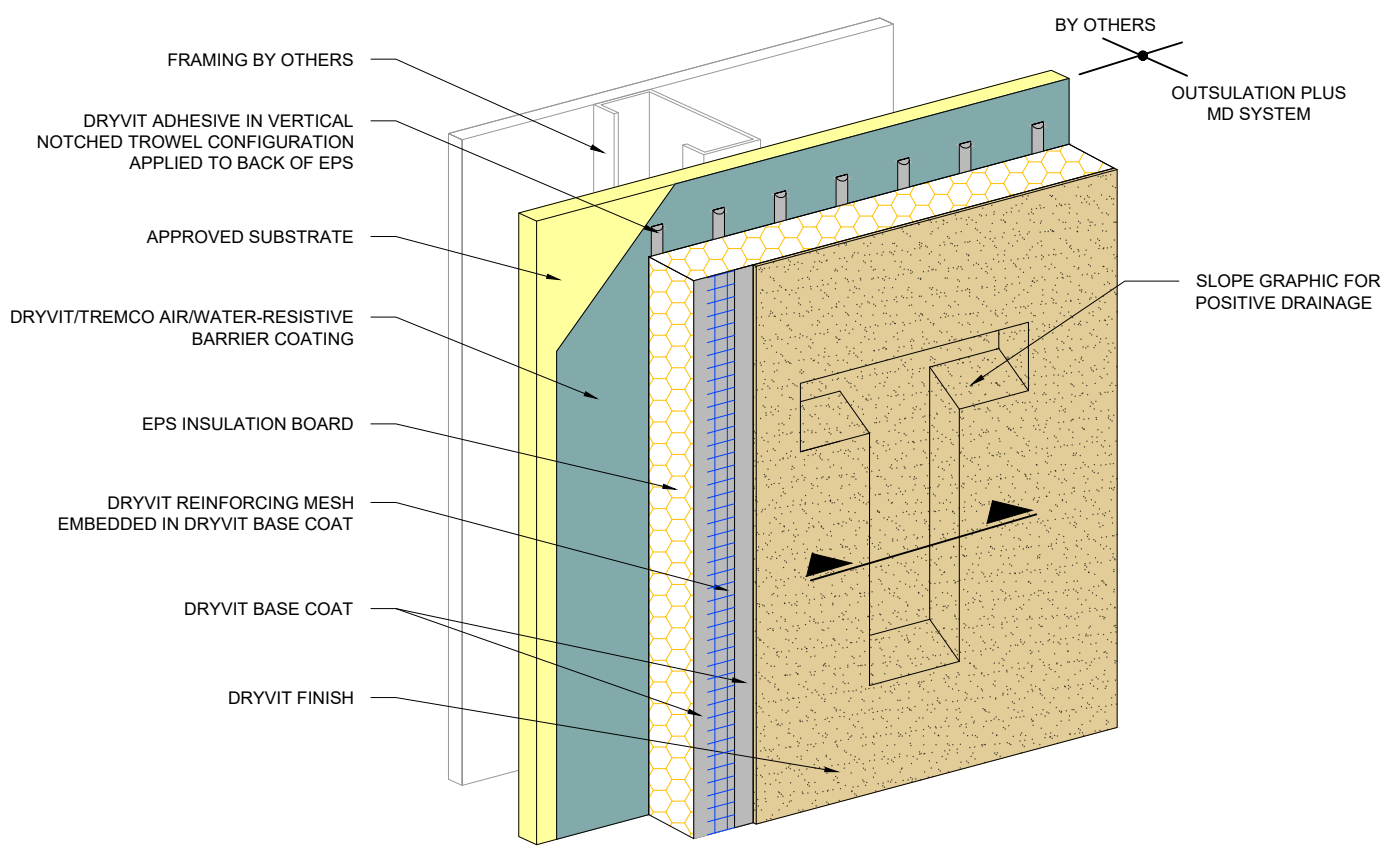 FRAMING BY OTHERS
DRYVIT ADHESIVE IN VERTICAL
NOTCHED TROWEL CONFIGURATION
APPLIED TO BACK OF EPS
APPROVED SUBSTRATE
DRYVIT/TREMCO AIR/WATER-RESISTIVE
BARRIER COATING
EPS INSULATION BOARD
DRYVIT REINFORCING MESH
EMBEDDED IN DRYVIT BASE COAT
DRYVIT BASE COAT
DRYVIT FINISH
BY OTHERS
OUTSULATION PLUS
MD SYSTEM
SLOPE GRAPHIC FOR
POSITIVE DRAINAGE